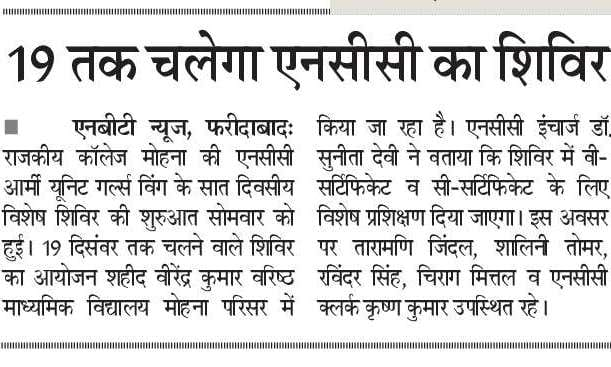 19 तक चलेगा एनसीसी का शिविर
■ एनबीटी न्यूज, फरीदाबाद:
राजकीय कॉलेज मोहना की एनसीसी
आर्मी यूनिट गर्ल्स विंग के सात दिवसीय
विशेष शिविर की शुरुआत सोमवार को
हुई। 19 दिसंबर तक चलने वाले शिविर
का आयोजन शहीद वीरेंद्र कुमार वरिष्ठ
माध्यमिक विद्यालय मोहना परिसर में
किया जा रहा है। एनसीसी इंचार्ज डॉ.
सुनीता देवी ने बताया कि शिविर में बी-
सर्टिफिकेट व सी-सर्टिफिकेट के लिए
विशेष प्रशिक्षण दिया जाएगा। इस अवसर
पर तारामणि जिंदल, शालिनी तोमर,
रविंदर सिंह, चिराग मित्तल व एनसीसी
क्लर्क कृष्ण कुमार उपस्थित रहे।